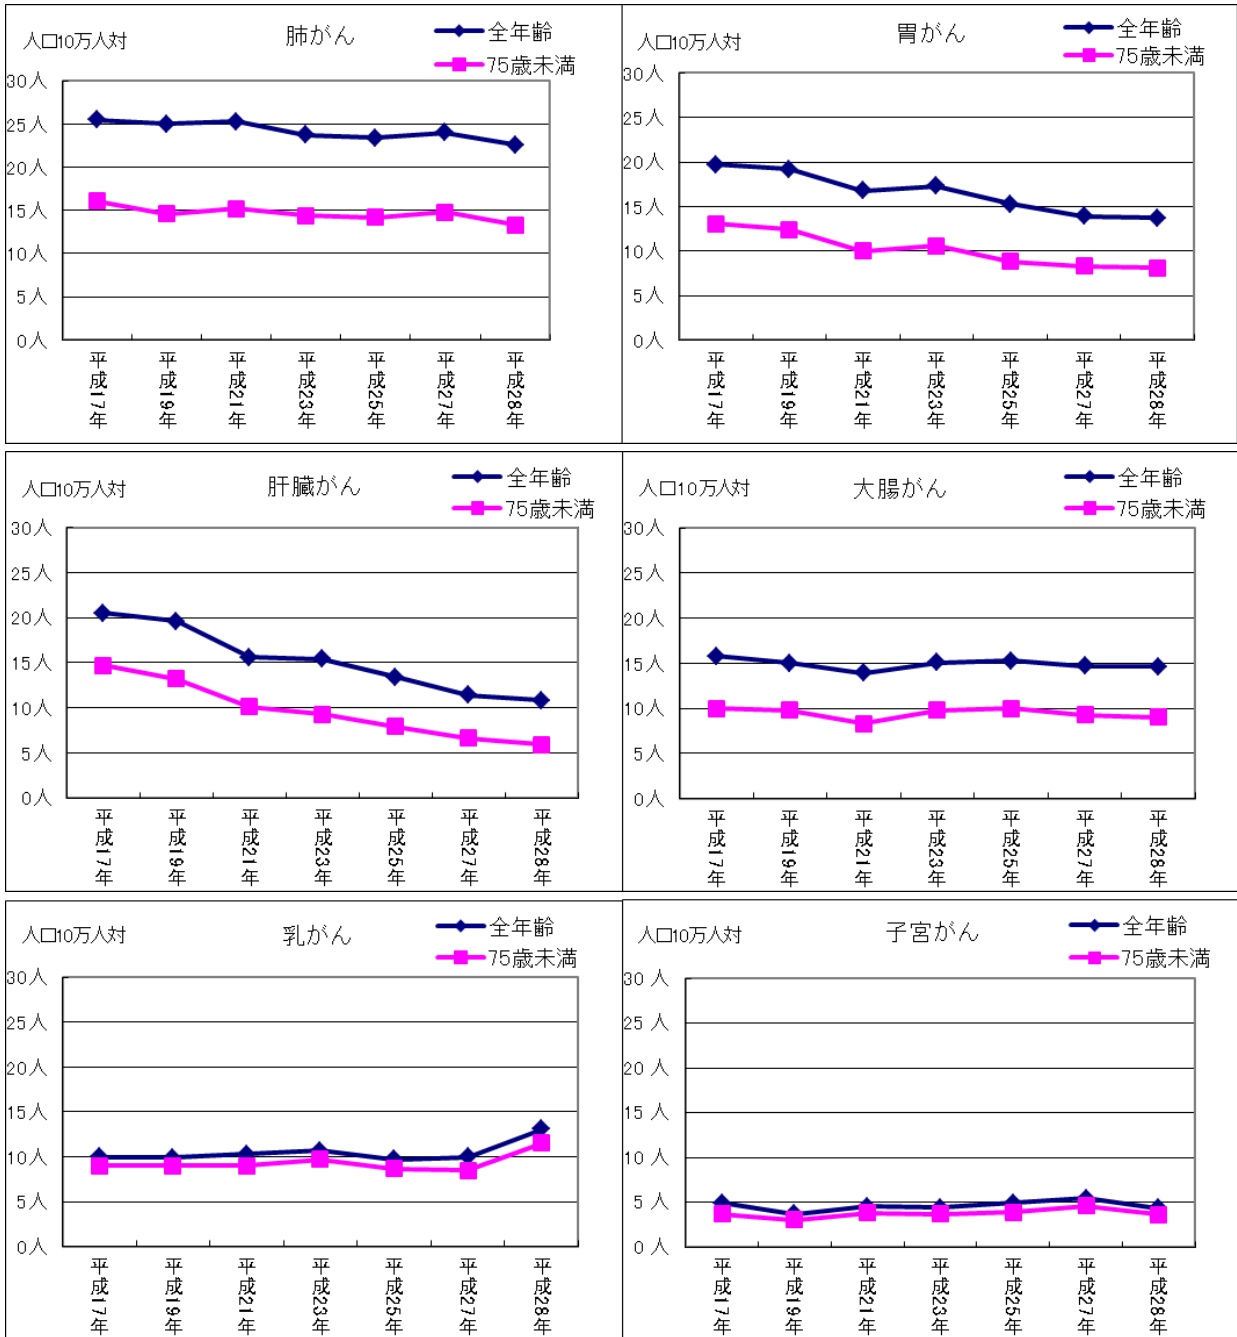 人口10万人対
肺がん
全年齢
75歳未満
30人
25人
20人
15人
10人
5人
0人
平成17年
平成19年
平成21年
平成23年
平成25年
平成27年
平成28年
人口10万人対
胃がん
全年齢
75歳未満
30人
25人
20人
15人
10人
5人
0人
平成17年
平成19年
平成21年
平成23年
平成25年
平成27年
平成28年
人口10万人対
肝臓がん
全年齢
75歳未満
30人
25人
20人
15人
10人
5人
0人
平成17年
平成19年
平成21年
平成23年
平成25年
平成27年
平成28年
人口10万人対
大腸がん
全年齢
75歳未満
30人
25人
20人
15人
10人
5人
0人
平成17年
平成19年
平成21年
平成23年
平成25年
平成27年
平成28年
人口10万人対
乳がん
全年齢
75歳未満
30人
25人
20人
15人
10人
5人
0人
平成17年
平成19年
平成21年
平成23年
平成25年
平成27年
平成28年
人口10万人対
子宮がん
全年齢
75歳未満
30人
25人
20人
15人
10人
5人
0人
平成17年
平成19年
平成21年
平成23年
平成25年
平成27年
平成28年